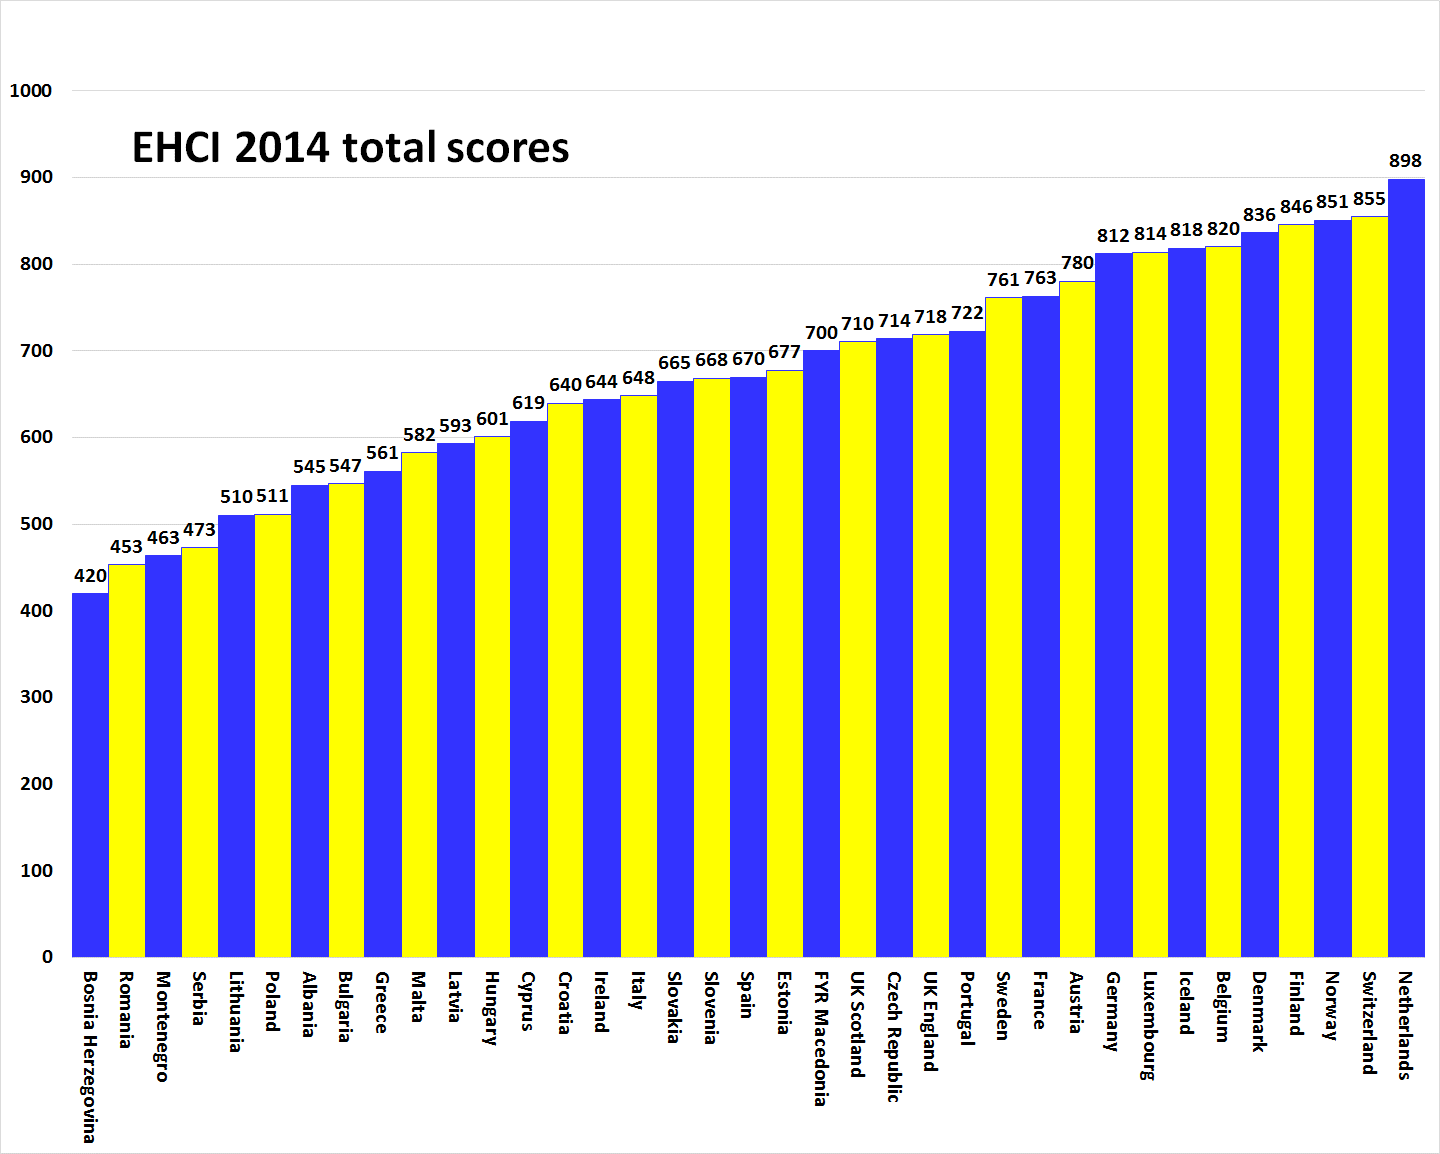 EHCI 2014 total scores
1000
900
800
700
600
500
400
300
200
100
0
420
453
463
473
510
511
545
547
561
582
593
601
619
640
644
648
665
668
670
677
700
710
714
718
722
761
763
780
812
814
818
820
836
846
851
855
898
Bosnia Herzegovina
Romania
Montenegro
Serbia
Lithuania
Poland
Albania
Bulgaria
Greece
Malta
Latvia
Hungary
Cyprus
Croatia
Ireland
Italy
Slovakia
Slovenia
Spain
Estonia
FYR Macedonia
UK Scotland
Czech Republic
UK England
Portugal
Sweden
France
Austria
Germany
Luxembourg
Iceland
Belgium
Denmark
Finland
Norway
Switzerland
Netherlands